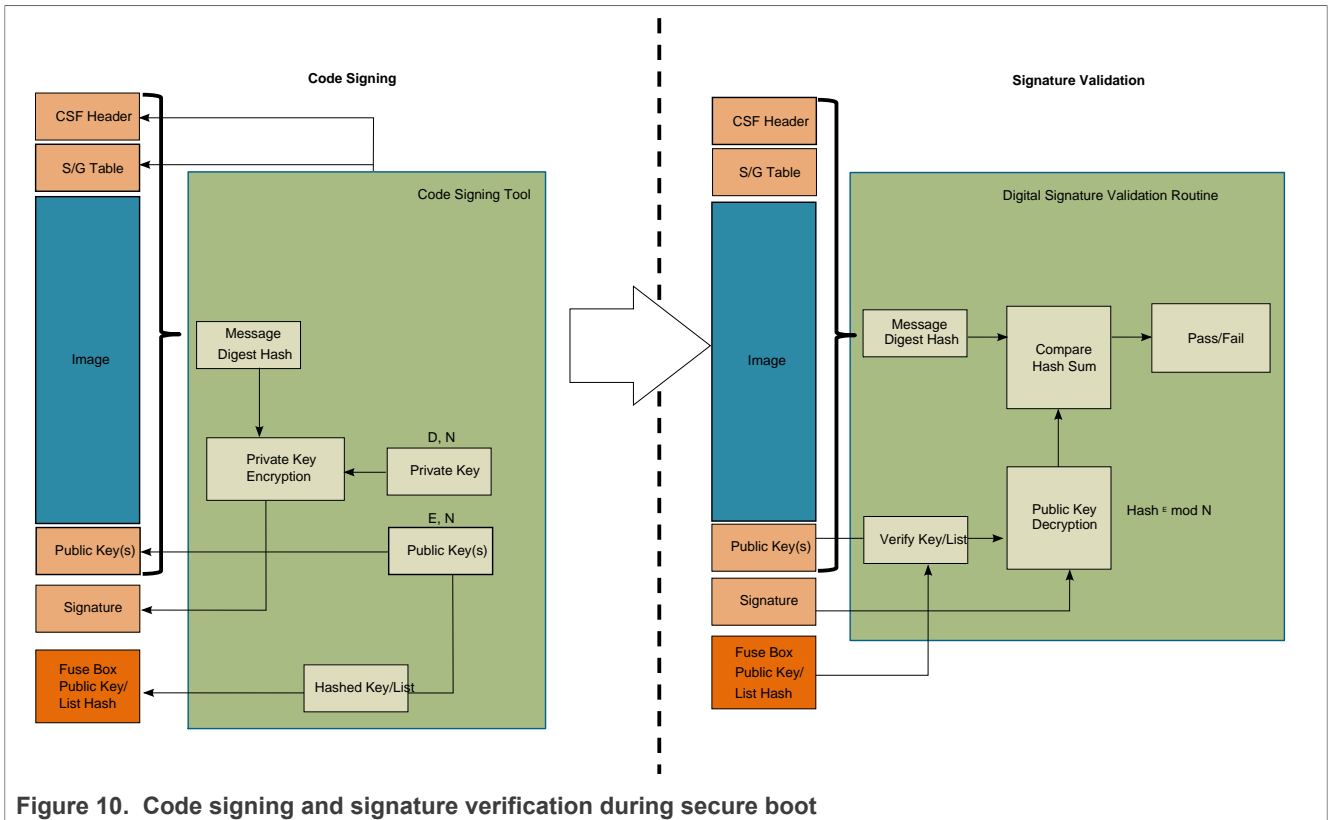 Code Signing
CSF Header
S/G Table
Code Signing Tool
Image
Message
Digest Hash
Private Key
Encryption
D, N
Private Key
E, N
Public Key(s)
Public Key(s)
Signature
Fuse Box
Public Key/
List Hash
Hashed Key/List
Signature Validation
CSF Header
S/G Table
Digital Signature Validation Routine
Image
Message
Digest Hash
Compare
Hash Sum
Pass/Fail
Public Key
Decryption
Hash E mod N
Public Key(s)
Verify Key/List
Signature
Fuse Box
Public Key/
List Hash
Figure 10. Code signing and signature verification during secure boot